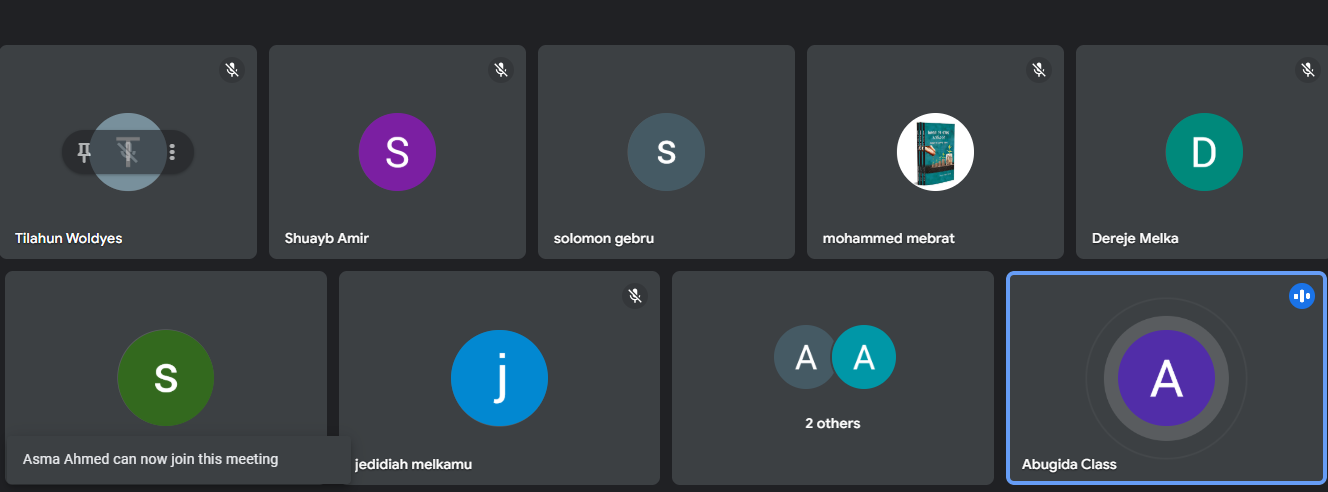 T
S
s
D
Tilahun Woldyes
Shuayb Amir
solomon gebru
mohammed mebrat
Dereje Melka
s
j
A
A
2 others
A
Asma Ahmed can now join this meeting
jedidiah melkamu
Abugida Class